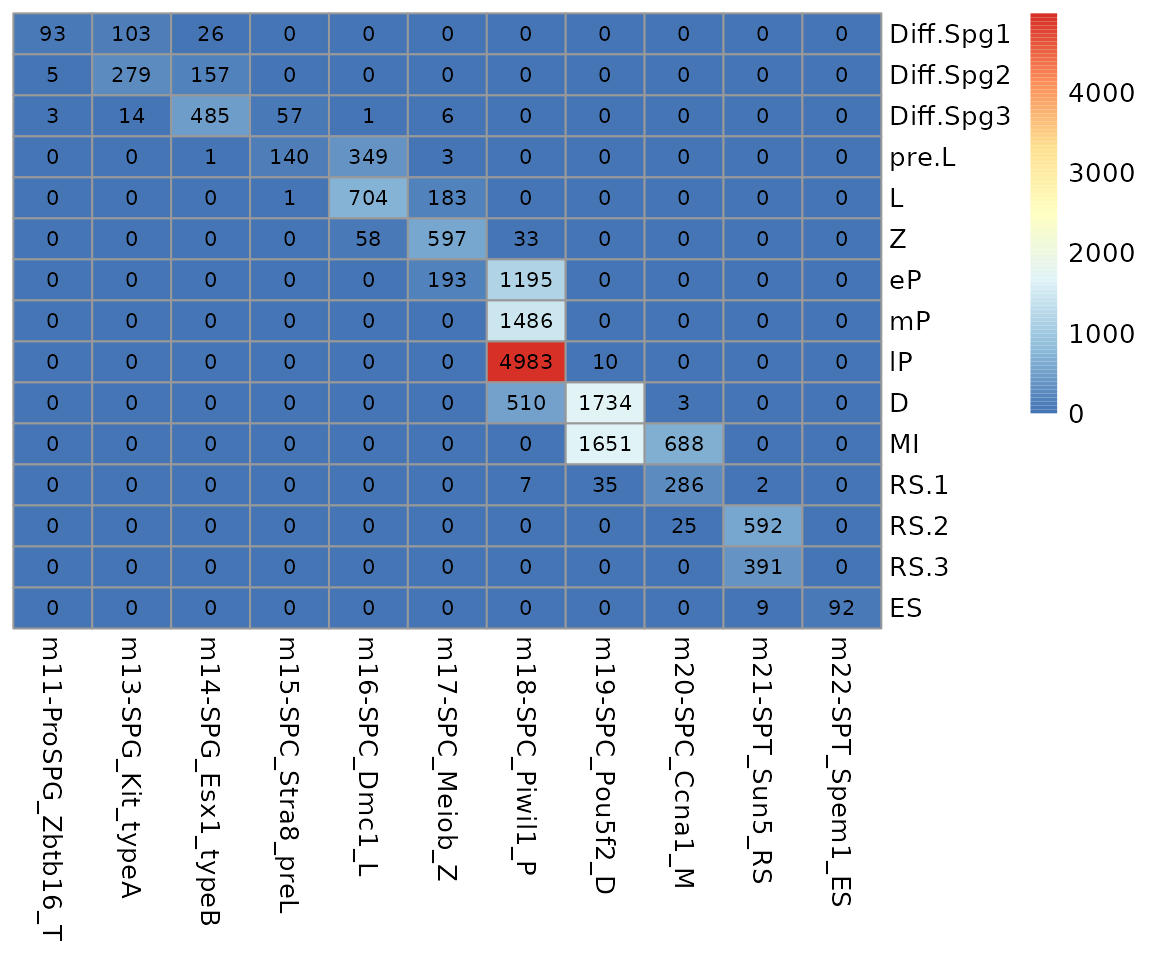 93 103 26 0 0 0 0 0 0 0 0 Diff.Spg1
5 279 157 0 0 0 0 0 0 0 0 Diff.Spg2
3 14 485 57 1 6 0 0 0 0 0 Diff.Spg3
0 0 1 140 349 3 0 0 0 0 0 pre.L
0 0 0 1 704 183 0 0 0 0 0 L
0 0 0 0 58 597 33 0 0 0 0 Z
0 0 0 0 0 193 1195 0 0 0 0 eP
0 0 0 0 0 0 1486 0 0 0 0 mP
0 0 0 0 0 0 4983 10 0 0 0 lP
0 0 0 0 0 0 510 1734 3 0 0 D
0 0 0 0 0 0 0 1651 688 0 0 MI
0 0 0 0 0 0 7 35 286 2 0 RS.1
0 0 0 0 0 0 0 0 25 592 0 RS.2
0 0 0 0 0 0 0 0 0 391 0 RS.3
0 0 0 0 0 0 0 0 0 9 92 ES
m11-ProSPG_Zbtb16_T
m13-SPG_Kit_typeA
m14-SPG_Esx1_typeB
m15-SPC_Stra8_preL
m16-SPC_Dmc1_L
m17-SPC_Meiob_Z
m18-SPC_Piwil1_P
m19-SPC_Pou5f2_D
m20-SPC_Ccna1_M
m21-SPT_Sun5_RS
m22-SPT_Spem1_ES
4000
3000
2000
1000
0